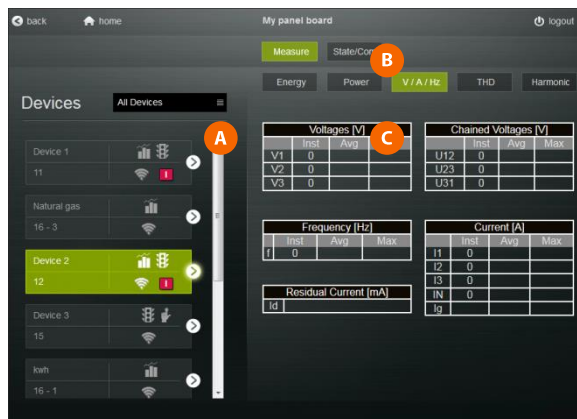 back home My panel board logout
Measure State/Con
B
Energy Power V / A / Hz THD Harmonic
Devices All Devices
A
C
Voltages [V]
Inst Avg
V1 0
V2 0
V3 0
Chained Voltages [V]
Inst Avg Max
U12 0
U23 0
U31 0
Device 1
11 I
Natural gas
16 - 3
Device 2
12 I
Device 3
15
kwh
16 - 1
Frequency [Hz]
Inst Avg Max
f 0
Current [A]
Inst Avg Max
I1 0
I2 0
I3 0
IN 0
Ig
Residual Current [mA]
Id